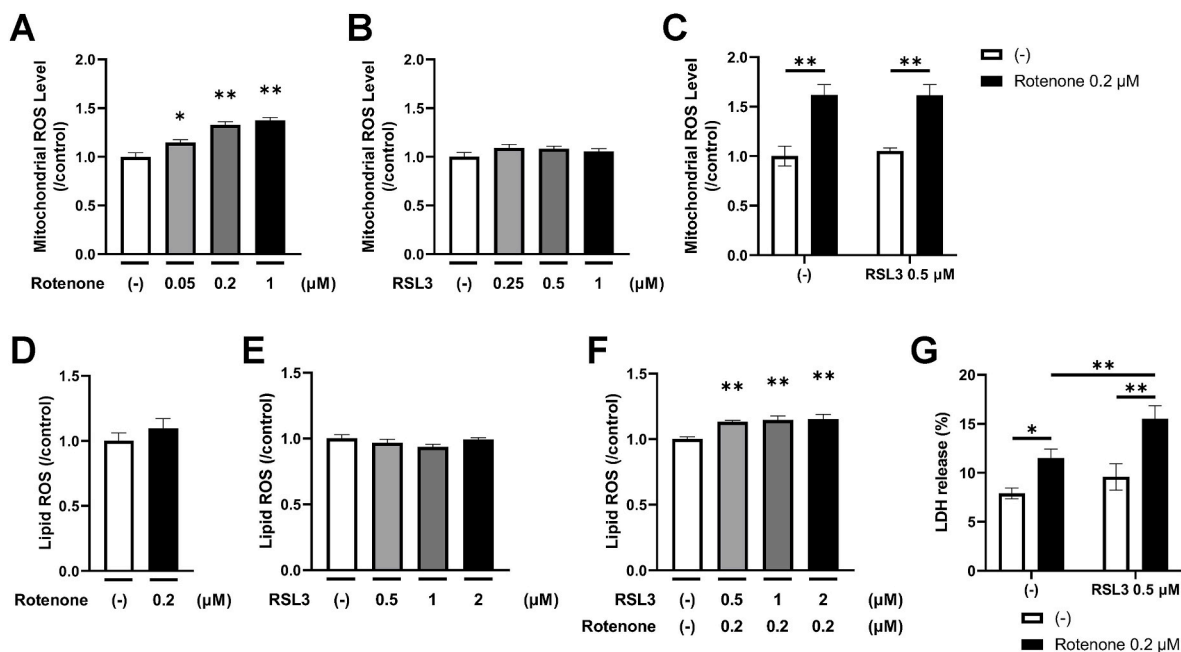 A
Mitochondrial ROS Level
(/control)
2.0
1.5
1.0
0.5
0.0
*
**
**
Rotenone (-) 0.05 0.2 1 (μM)
B
Mitochondrial ROS Level
(/control)
2.0
1.5
1.0
0.5
0.0
RSL3 (-) 0.25 0.5 1 (μM)
C
Mitochondrial ROS Level
(/control)
2.0
1.5
1.0
0.5
0.0
**
**
(-) RSL3 0.5 μM
(-)
Rotenone 0.2 μM
D
Lipid ROS (/control)
1.5
1.0
0.5
0.0
Rotenone (-) 0.2 (μM)
E
Lipid ROS (/control)
1.5
1.0
0.5
0.0
RSL3 (-) 0.5 1 2 (μM)
F
Lipid ROS (/control)
1.5
1.0
0.5
0.0
**
**
**
RSL3 (-) 0.5 1 2 (μM)
Rotenone (-) 0.2 0.2 0.2 (μM)
G
LDH release (%)
20
15
10
5
0
**
**
*
(-) RSL3 0.5 μM
(-)
Rotenone 0.2 μM